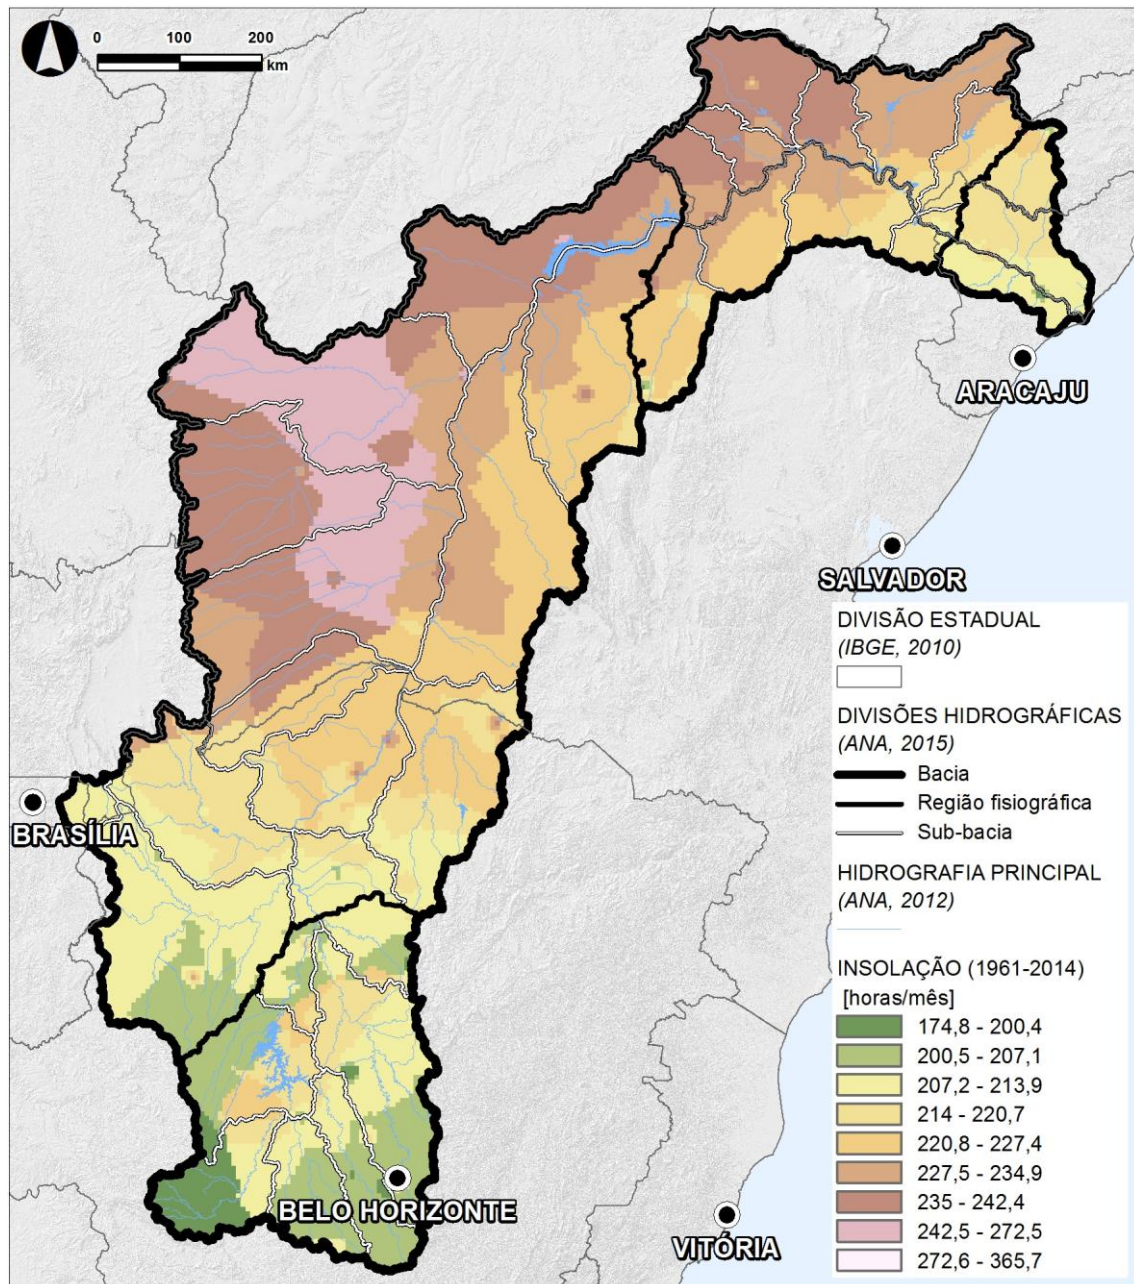 0 100 200
km
ARACAJU
SALVADOR
BRASÍLIA
BELO HORIZONTE
VITÓRIA
DIVISÃO ESTADUAL
(IBGE, 2010)
DIVISÕES HIDROGRÁFICAS
(ANA, 2015)
Bacia
Região fisiográfica
Sub-bacia
HIDROGRAFIA PRINCIPAL
(ANA, 2012)
INSOLAÇÃO (1961-2014)
[horas/mês]
174,8 - 200,4
200,5 - 207,1
207,2 - 213,9
214 - 220,7
220,8 - 227,4
227,5 - 234,9
235 - 242,4
242,5 - 272,5
272,6 - 365,7